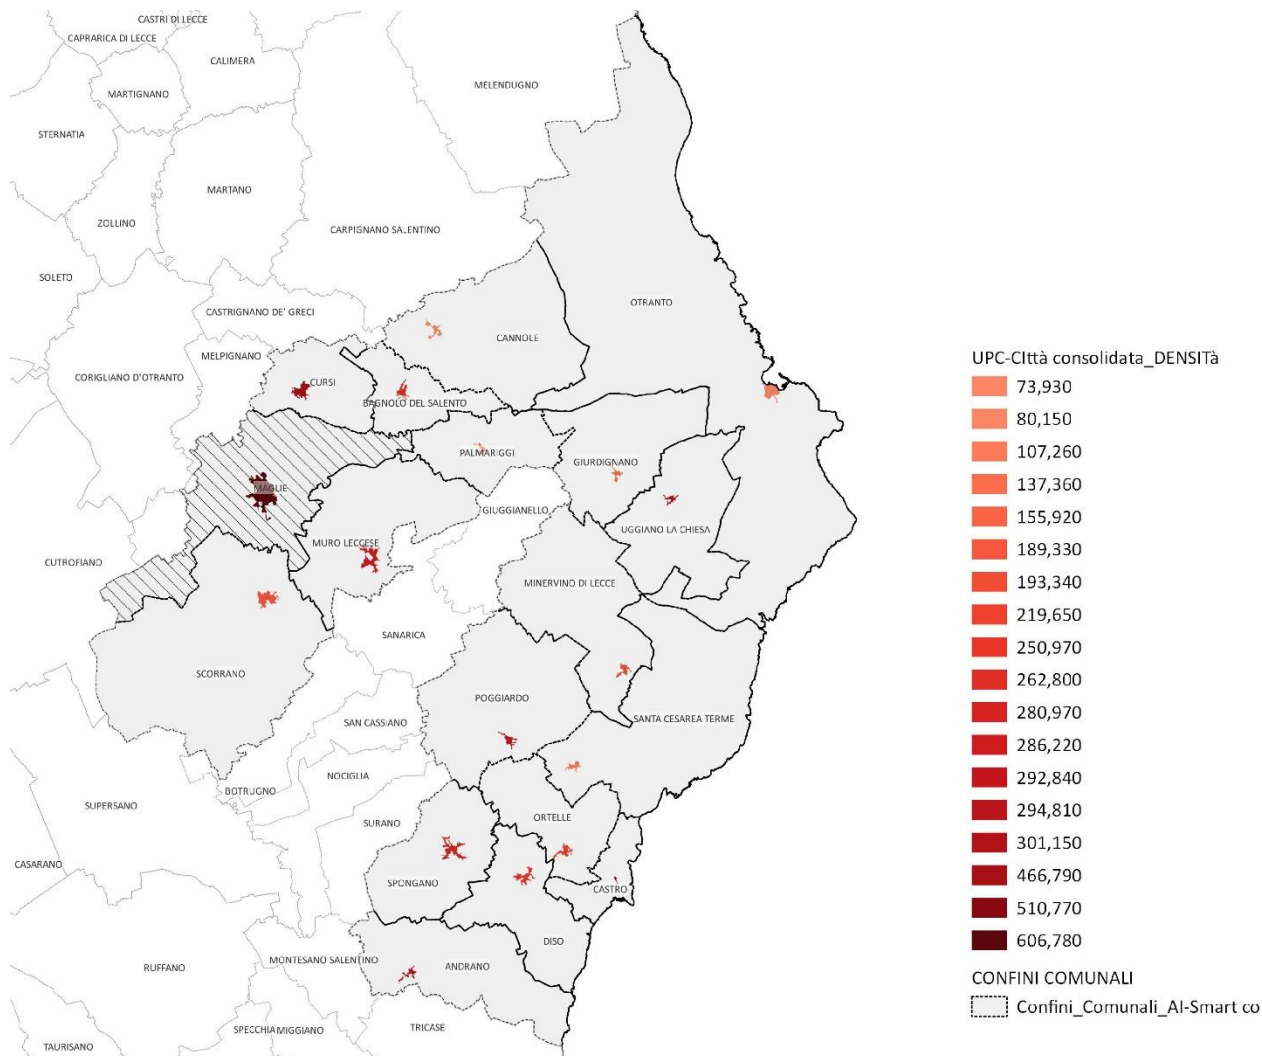 CASTRI DI LECCE
CAPRARICA DI LECCE
CALIMERA
MELENDUGNO
MARTIGNANO
STERNATIA
MARTANO
ZOLLINO
CARPIGNANO SALENTINO
SOLETO
OTRANTO
CASTRIGNANO DE' GRECI
CANNOLE
MELPIGNANO
CORIGLIANO D'OTRANTO
CURSI
BAGNOLO DEL SALENTO
PALMARIGGI
GIURDIGNANO
MAGLIE
GIUGGIANELLO
UGGIANO LA CHIESA
MURO LECCESE
CUTROFIANO
MINERVINO DI LECCE
SANARICA
SCORRANO
POGGIARDO
SANTA CESAREA TERME
SAN CASSIANO
NOCIGLIA
BOTRUGNO
SUPERSANO
SURANO
ORTELLE
CASARANO
SPONGANO
CASTRO
DISO
MONTESANO SALENTINO
ANDRANO
RUFFANO
SPECCHIA
MIGGIANO
TRICASE
TAURISANO
UPC-CIttà consolidata_DENSITà
73,930
80,150
107,260
137,360
155,920
189,330
193,340
219,650
250,970
262,800
280,970
286,220
292,840
294,810
301,150
466,790
510,770
606,780
CONFINI COMUNALI
Confini_Comunali_AI-Smart co